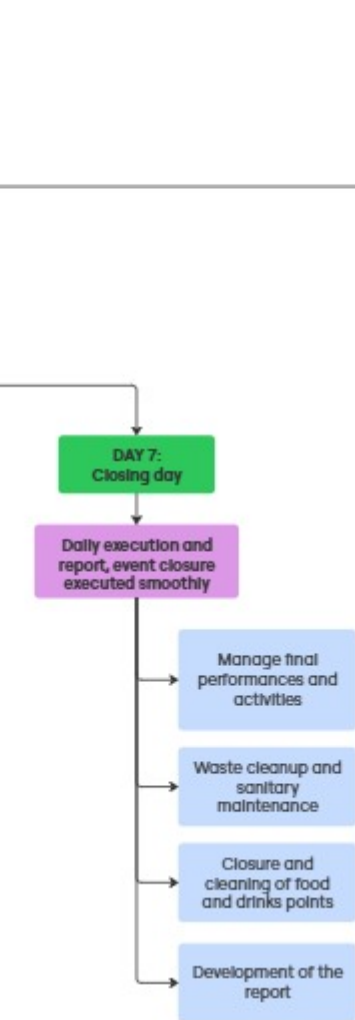 DAY 7:
Closing day
Daily execution and
report, event closure
executed smoothly
Manage final
performances and
activities
Waste cleanup and
sanitary
maintenance
Closure and
cleaning of food
and drinks points
Development of the
report